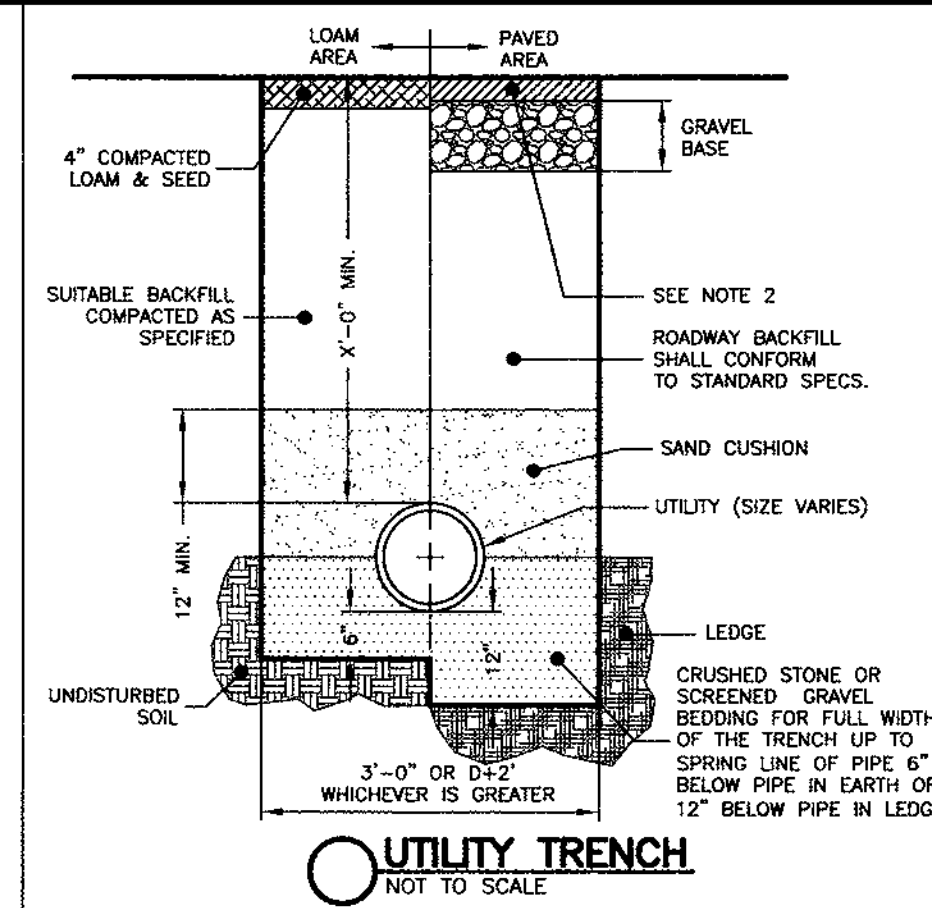 LOAM
AREA
PAVED
AREA
GRAVEL
BASE
4" COMPACTED
LOAM & SEED
X'-0" MIN.
SUITABLE BACKFILL
COMPACTED AS
SPECIFIED
SEE NOTE 2
ROADWAY BACKFILL
SHALL CONFORM
TO STANDARD SPECS.
SAND CUSHION
UTILITY (SIZE VARIES)
12" MIN.
6"
12"
LEDGE
UNDISTURBED
SOIL
CRUSHED STONE OR
SCREENED GRAVEL
BEDDING FOR FULL WIDTH
OF THE TRENCH UP TO
SPRING LINE OF PIPE 6"
BELOW PIPE IN EARTH OR
12" BELOW PIPE IN LEDG
3'-0" OR D+2'
WHICHEVER IS GREATER
UTILITY TRENCH
NOT TO SCALE